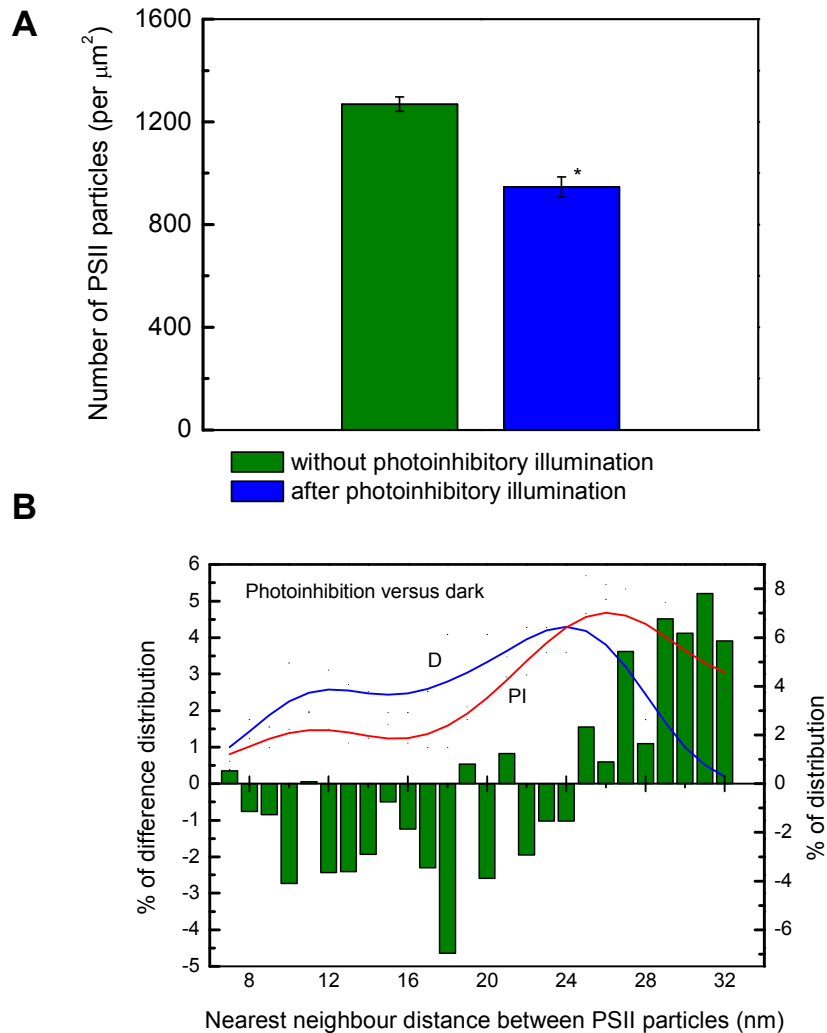 A
Number of PSII particles (per μm²)
1600
1200
800
400
0
*
without photoinhibitory illumination
after photoinhibitory illumination
B
Photoinhibition versus dark
D
PI
% of difference distribution
6
5
4
3
2
1
0
-1
-2
-3
-4
-5
% of distribution
8
6
4
2
0
-2
-4
-6
8 12 16 20 24 28 32
Nearest neighbour distance between PSII particles (nm)